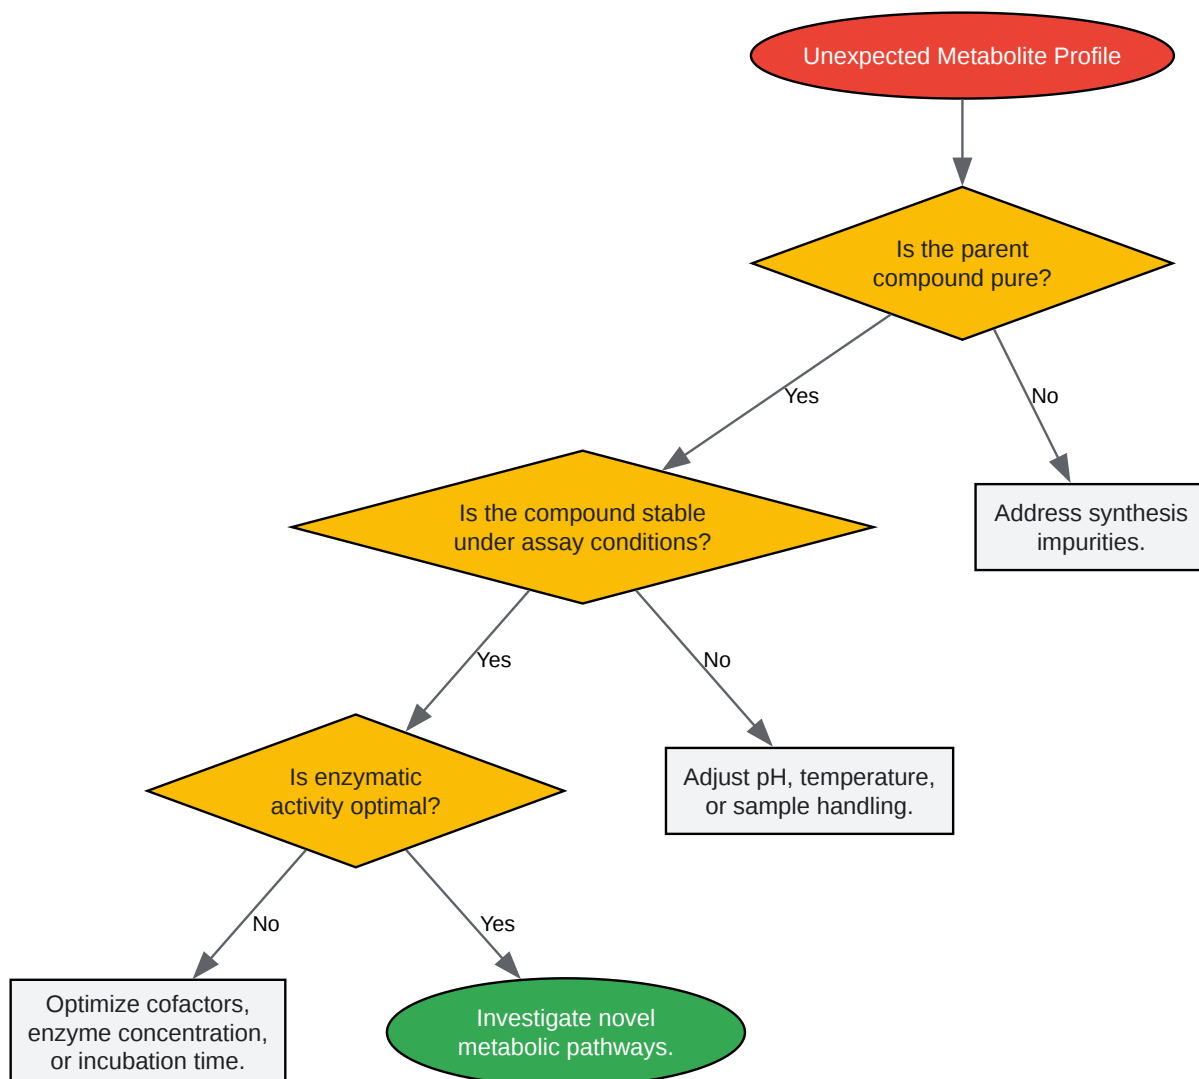 Unexpected Metabolite Profile
Is the parent
compound pure?
Yes
No
Is the compound stable
under assay conditions?
Address synthesis
impurities.
Yes
No
Is enzymatic
activity optimal?
Adjust pH, temperature,
or sample handling.
No
Yes
Optimize cofactors,
enzyme concentration,
or incubation time.
Investigate novel
metabolic pathways.